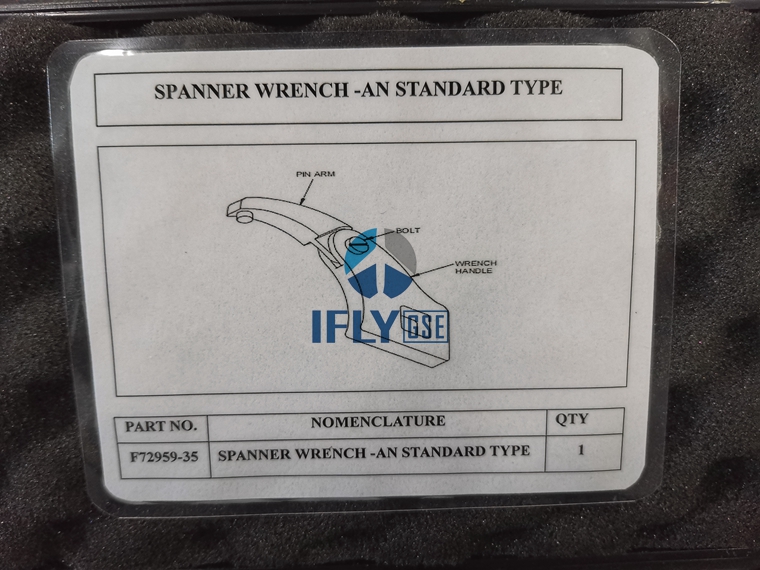 SPANNER WRENCH -AN STANDARD TYPE
PIN ARM
BOLT
WRENCH
HANDLE
IFLY GSE
PART NO. NOMENCLATURE QTY
F72959-35 SPANNER WRENCH -AN STANDARD TYPE 1